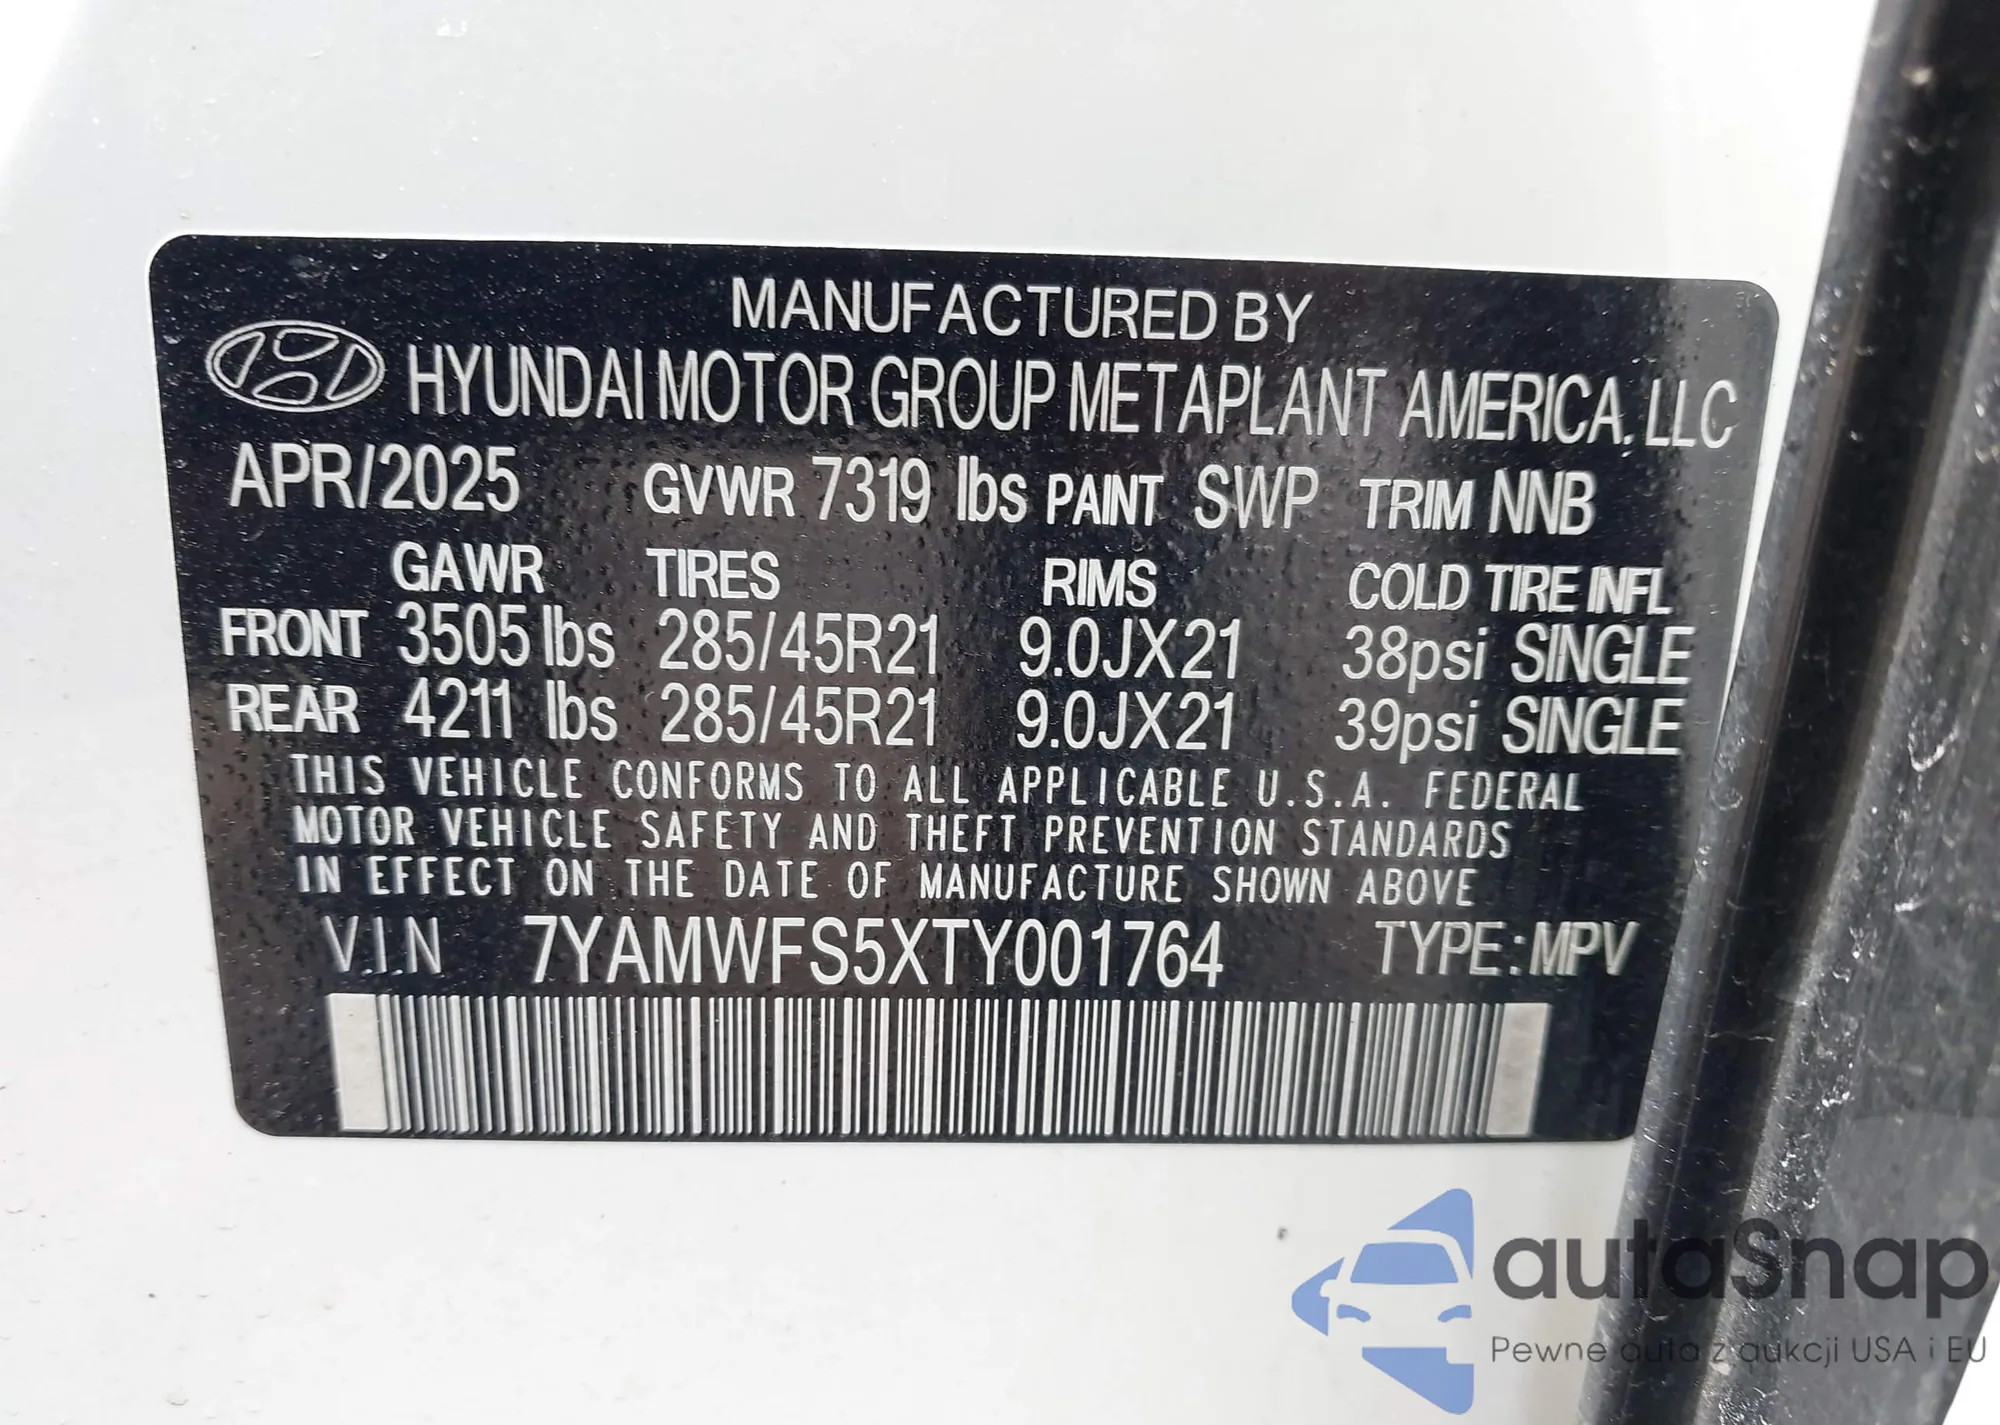 MANUFACTURED BY
HYUNDAI MOTOR GROUP METAPLANT AMERICA, LLC
APR/2025 GVWR 7319 lbs PAINT SWP TRIM NNB
GAWR TIRES RIMS COLD TIRE INFL
FRONT 3505 lbs 285/45R21 9.0JX21 38psi SINGLE
REAR 4211 lbs 285/45R21 9.0JX21 39psi SINGLE
THIS VEHICLE CONFORMS TO ALL APPLICABLE U.S.A. FEDERAL
MOTOR VEHICLE SAFETY AND THEFT PREVENTION STANDARDS
IN EFFECT ON THE DATE OF MANUFACTURE SHOWN ABOVE
V.I.N 7YAMWFS5XTY001764 TYPE: MPV
autaSnap
Pewne auta z aukcji USA i EU